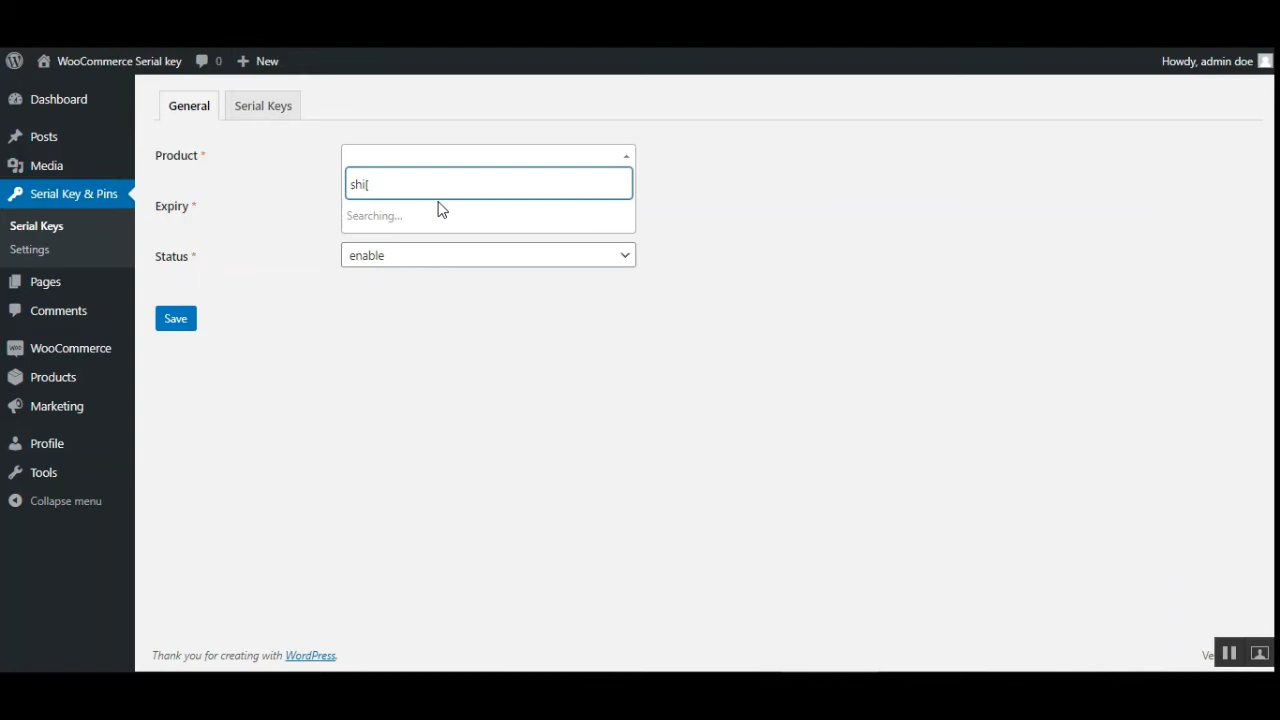 WooCommerce Serial key 0 New Howdy, admin doe
Dashboard
Posts
Media
Serial Key & Pins
Serial Keys
Settings
Pages
Comments
WooCommerce
Products
Marketing
Profile
Tools
Collapse menu
General Serial Keys
Product *
shi[
Searching...
Expiry *
Status * enable
Save
Thank you for creating with WordPress.